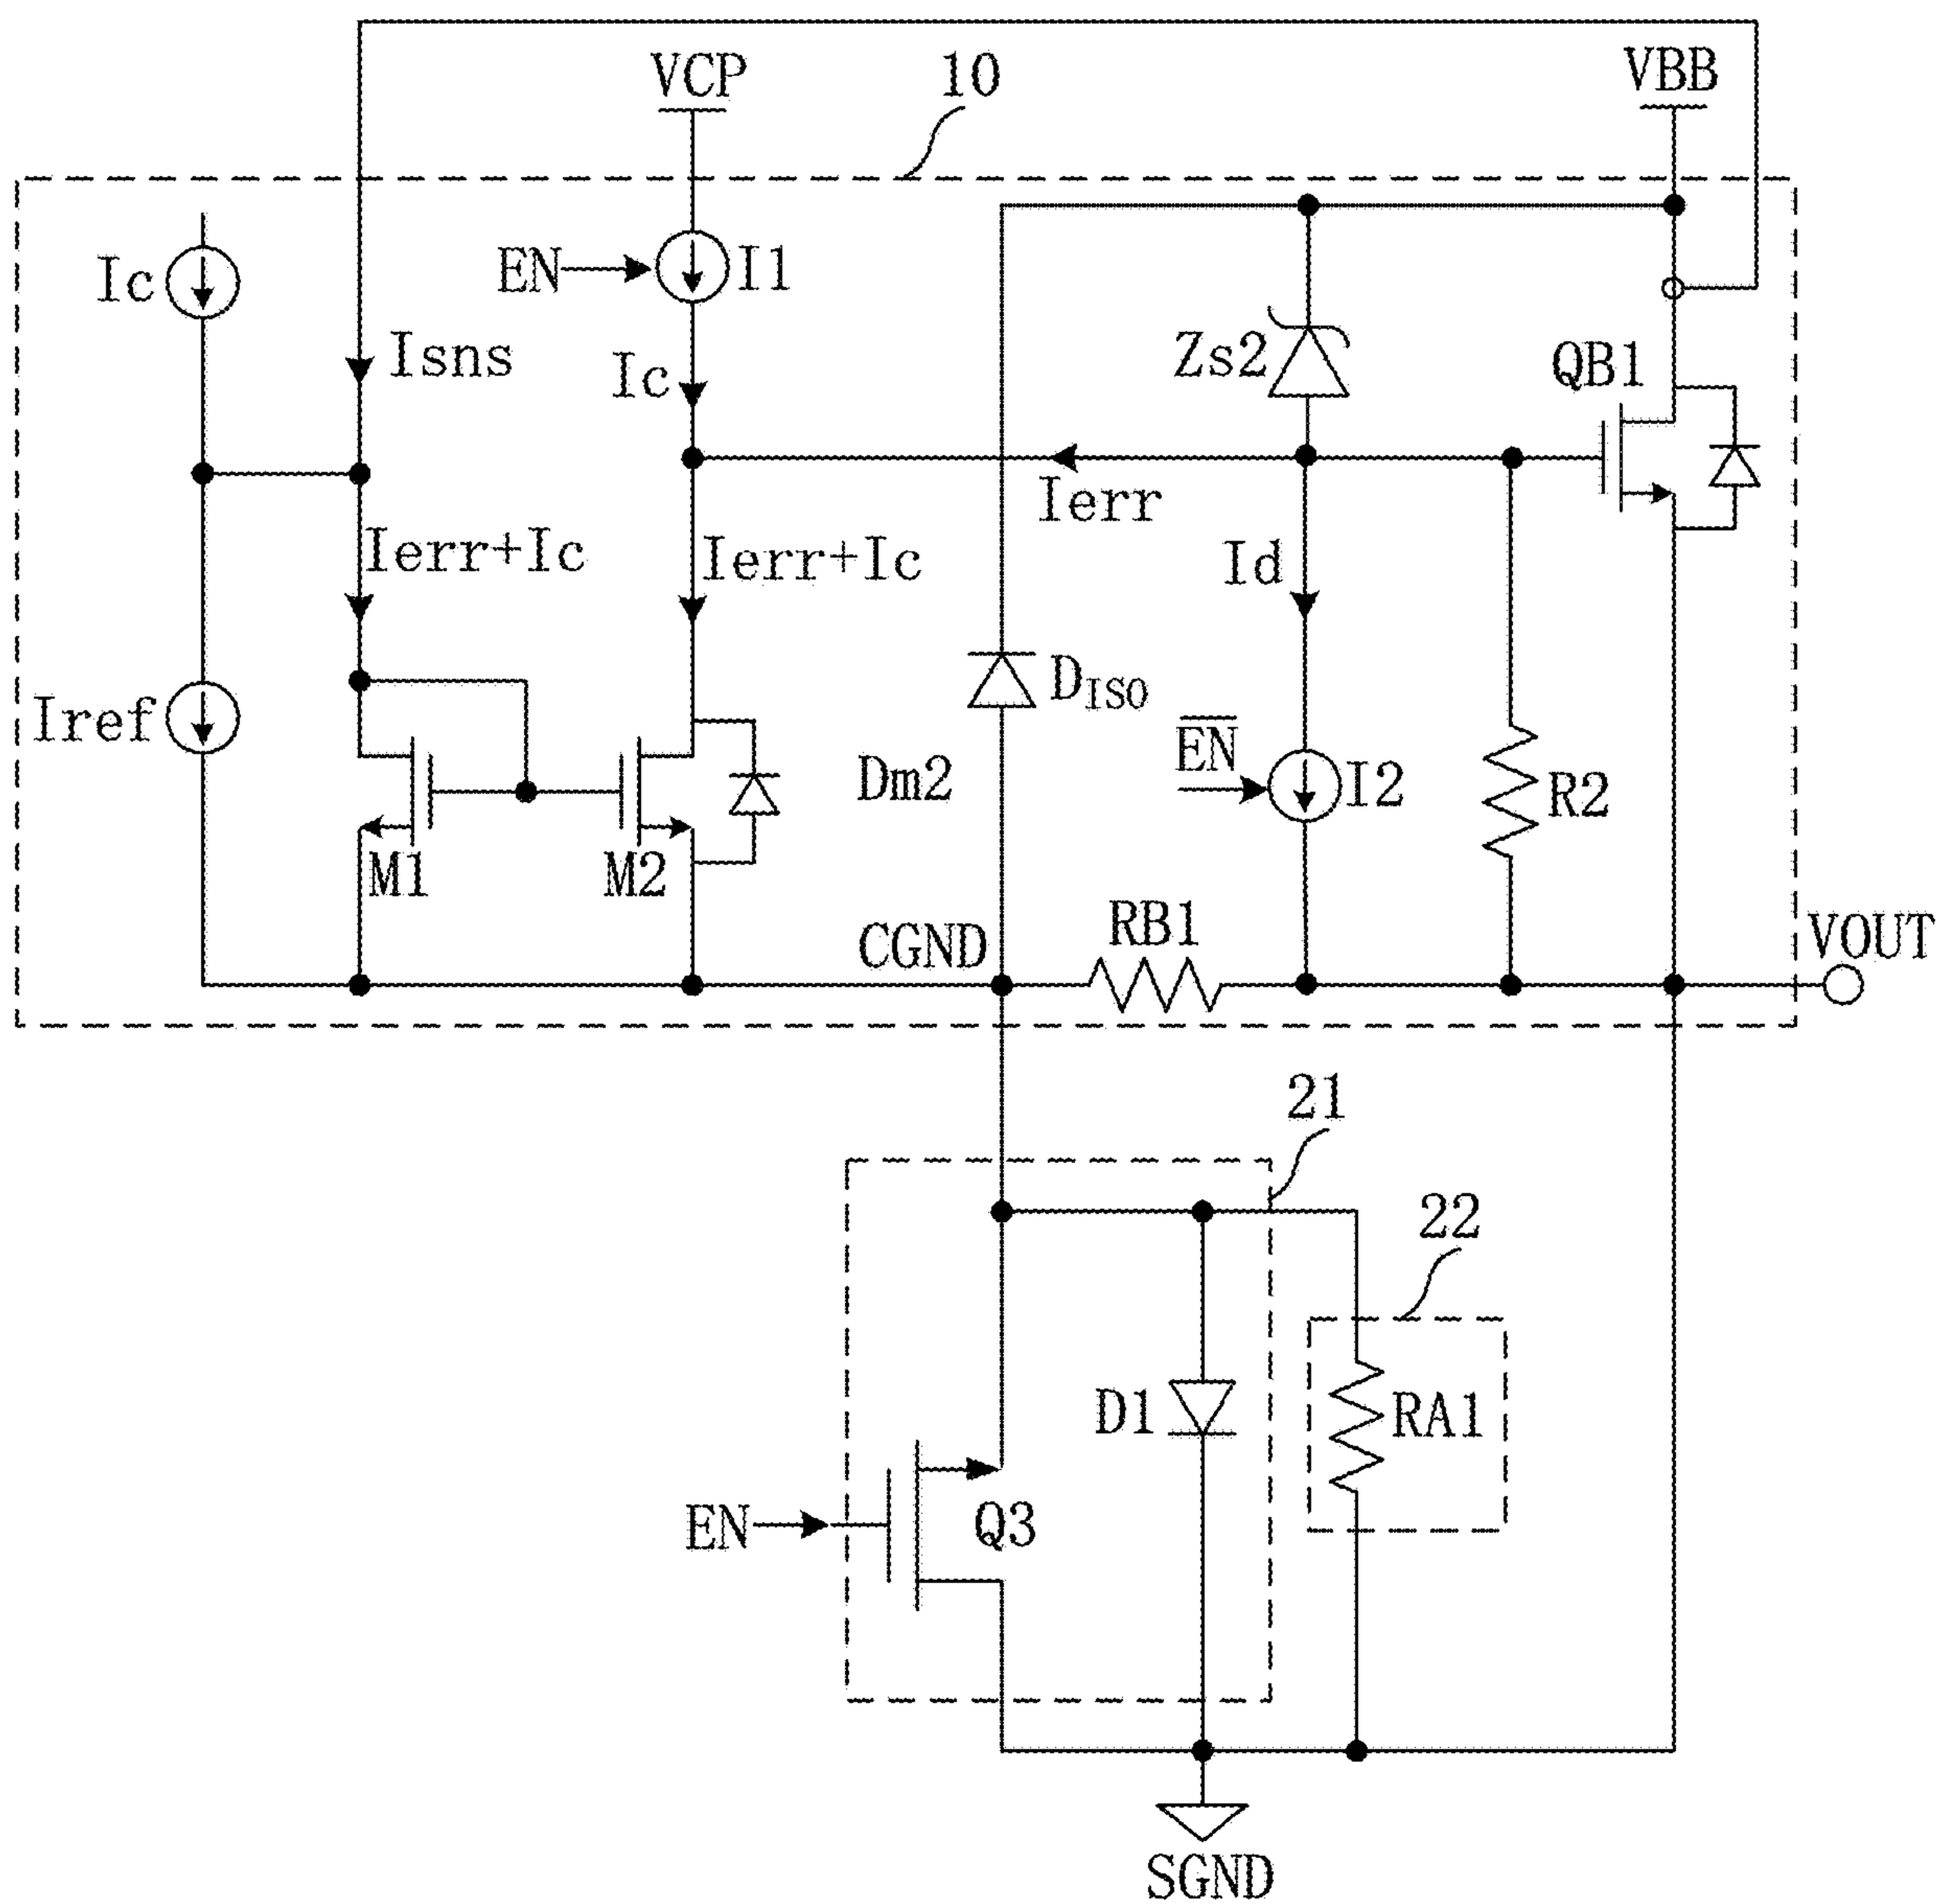 VCP
10
VBB
Ic
EN
I1
Isns
Ic
Zs2
QB1
Ierr
Ierr+Ic
Ierr+Ic
Id
Iref
DISO
EN
I2
R2
Dm2
M1
M2
CGND
RB1
VOUT
21
22
D1
RA1
EN
Q3
SGND